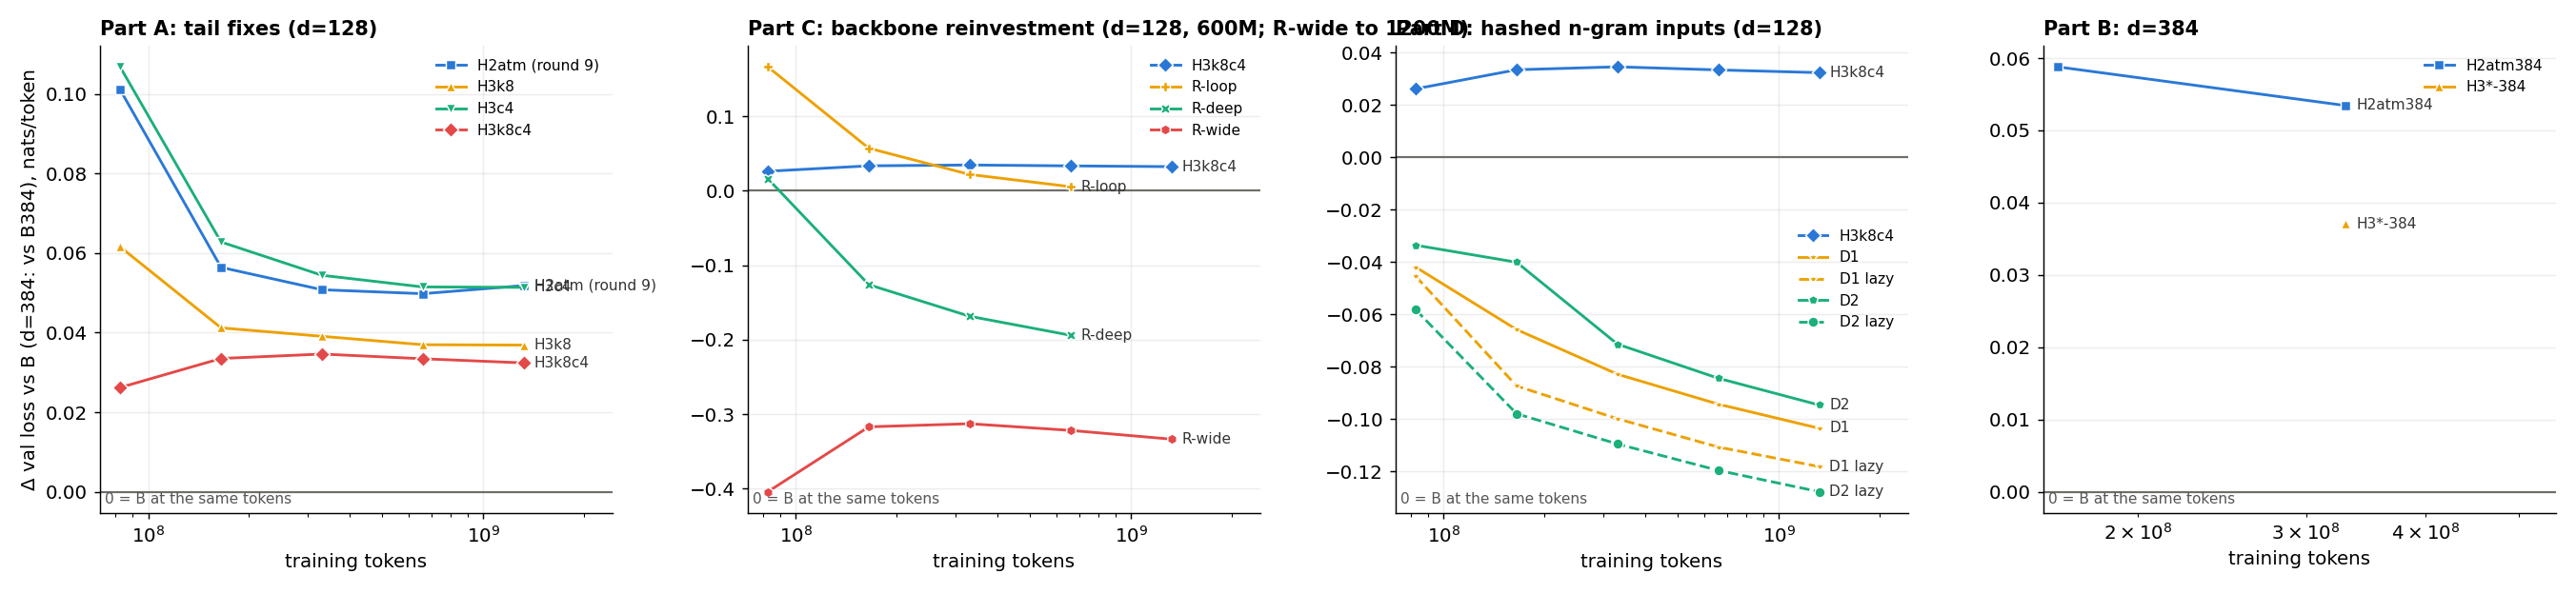 Part A: tail fixes (d=128)
Δ val loss vs B (d=384: vs B384), nats/token
0.10
0.08
0.06
0.04
0.02
0.00
H2atm (round 9)
H3k8
H3c4
H3k8c4
H2atm (round 9)
H3c4
H3k8
H3k8c4
0 = B at the same tokens
10⁸
10⁹
training tokens
Part C: backbone reinvestment (d=128, 600M; R-wide to 1200M)
0.1
0.0
−0.1
−0.2
−0.3
−0.4
H3k8c4
R-loop
R-deep
R-wide
H3k8c4
R-loop
R-deep
R-wide
0 = B at the same tokens
10⁸
10⁹
training tokens
Part D: hashed n-gram inputs (d=128)
0.04
0.02
0.00
−0.02
−0.04
−0.06
−0.08
−0.10
−0.12
H3k8c4
H3k8c4
D1
D1 lazy
D2
D2 lazy
D2
D1
D1 lazy
D2 lazy
0 = B at the same tokens
10⁸
10⁹
training tokens
Part B: d=384
0.06
0.05
0.04
0.03
0.02
0.01
0.00
H2atm384
H3*-384
H2atm384
H3*-384
0 = B at the same tokens
2 × 10⁸
3 × 10⁸
4 × 10⁸
training tokens